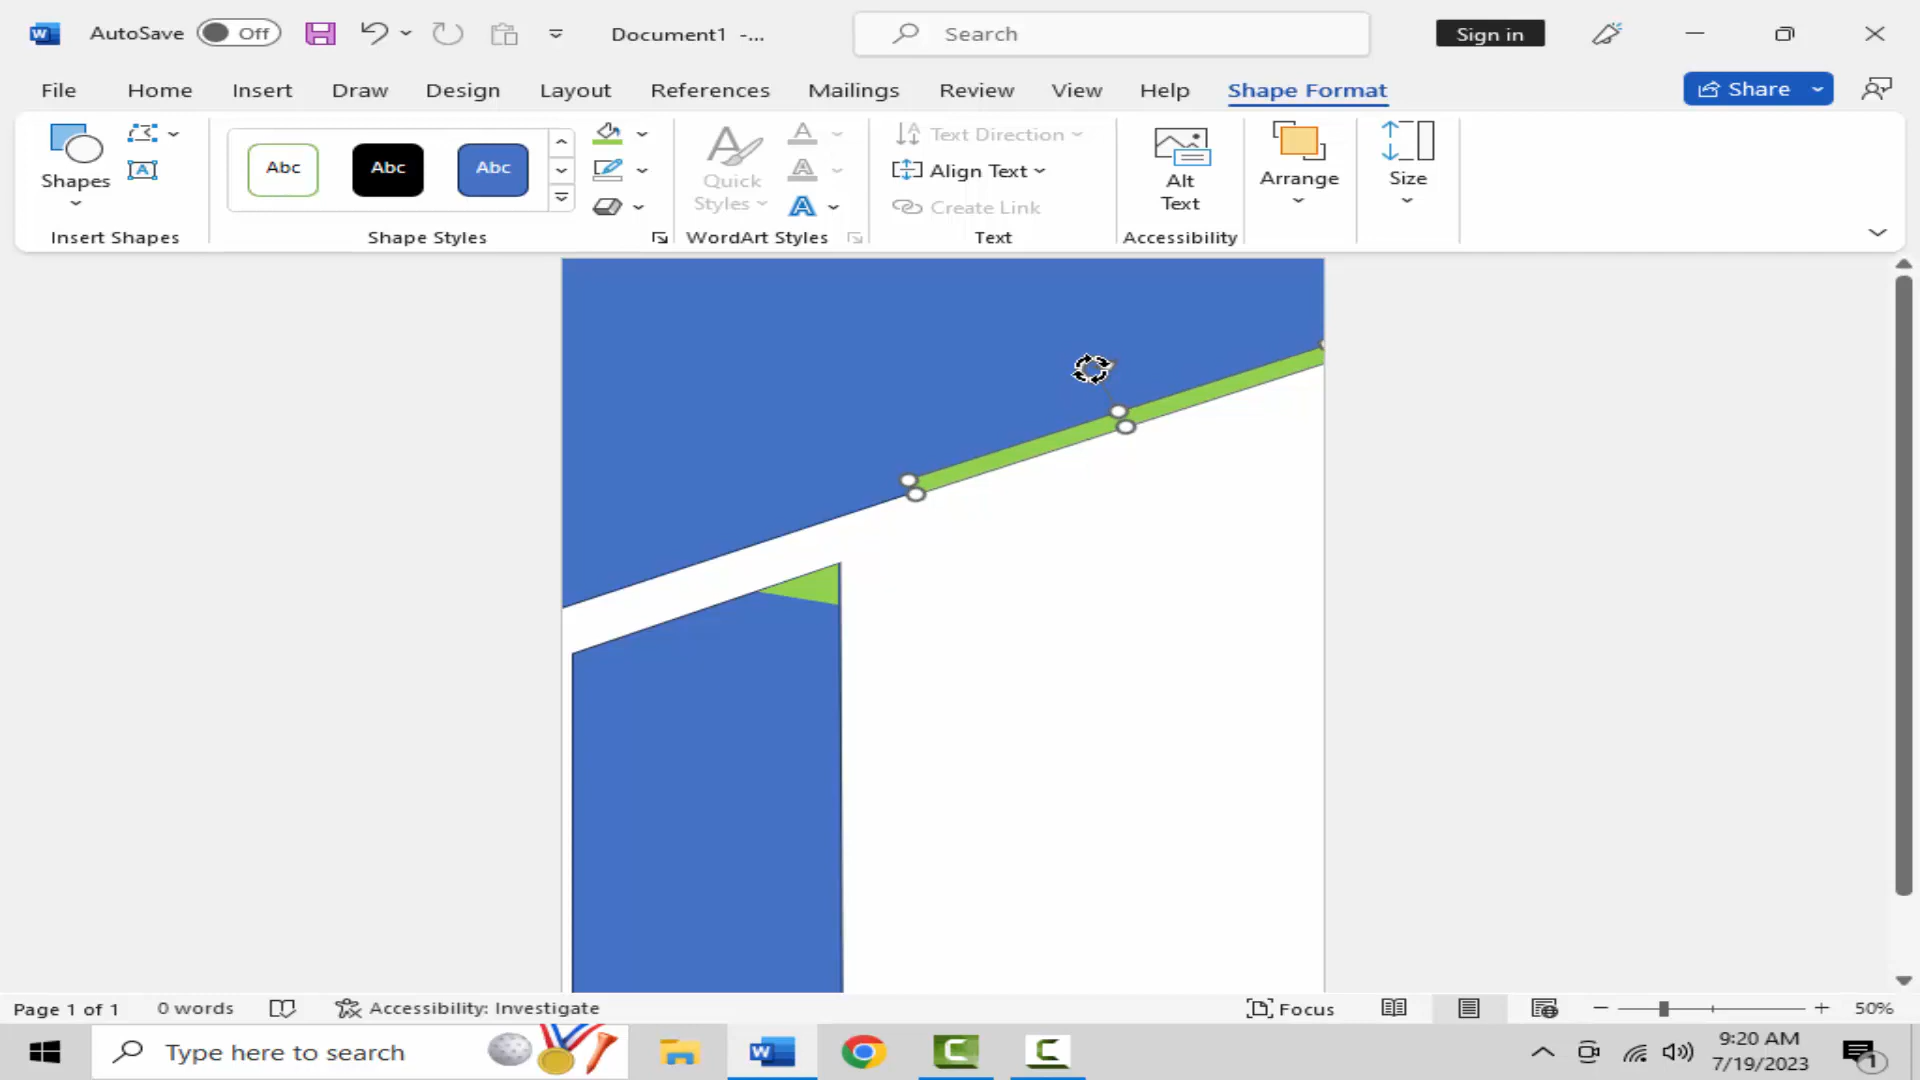 AutoSave Off Document1 -... Search Sign in
File Home Insert Draw Design Layout References Mailings Review View Help Shape Format Share
Shapes
Abc Abc Abc
Quick
Styles
Text Direction
Align Text
Create Link
Alt
Text
Arrange
Size
Insert Shapes Shape Styles WordArt Styles Text Accessibility
Page 1 of 1 0 words Accessibility: Investigate Focus 50%
Type here to search
9:20 AM
7/19/2023
1